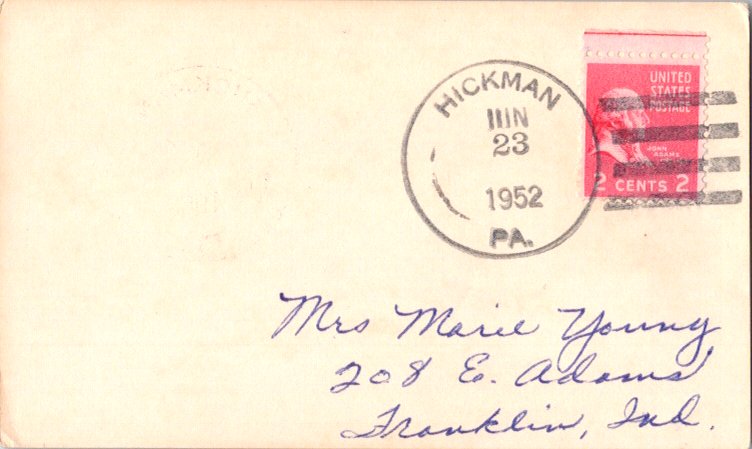 HICKMAN
JUN
23
1952
PA.
UNITED
STATES
POSTAGE
JOHN
ADAMS
2 CENTS 2
Mrs Marie Young
208 E. Adams
Franklin, Ind.